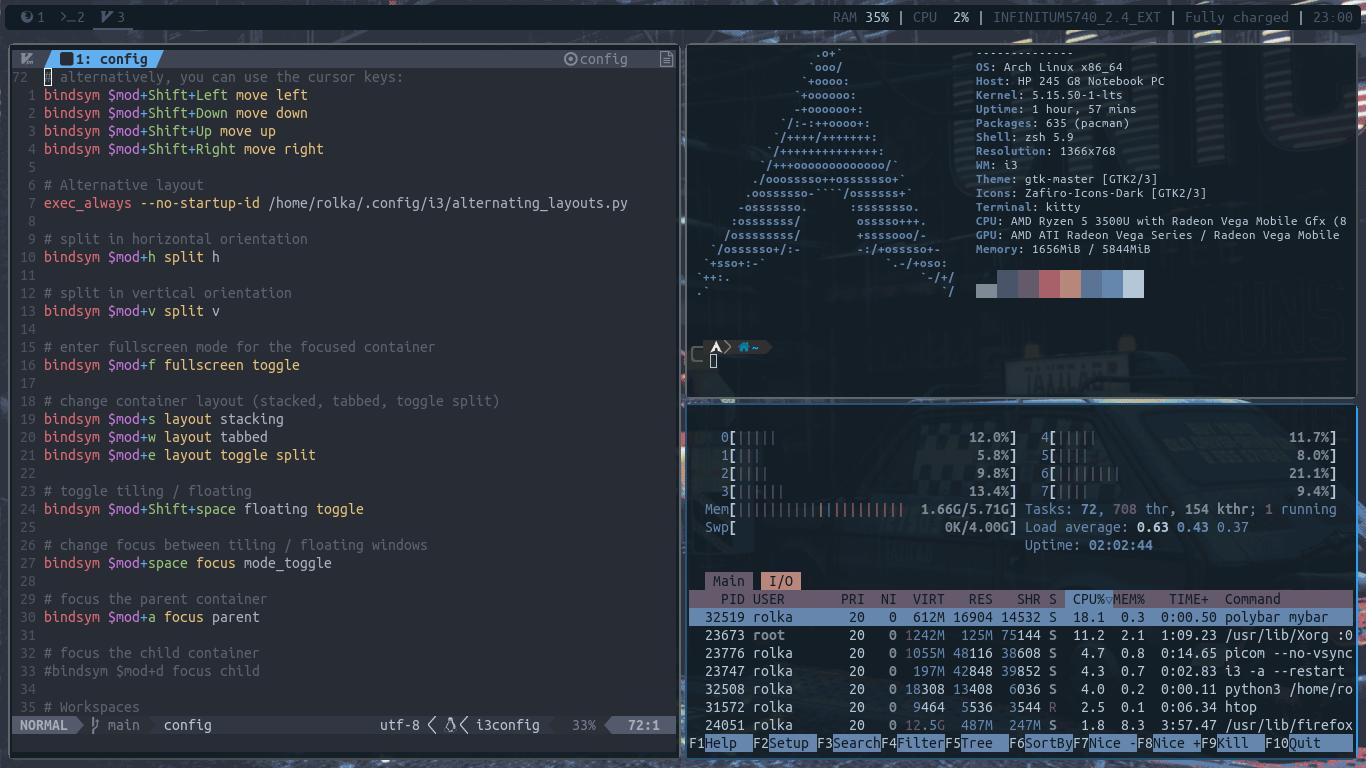 1 >_2 3 RAM 35% | CPU 2% | INFINITUM5740_2.4_EXT | Fully charged | 23:00
1: config config
72 # alternatively, you can use the cursor keys:
1 bindsym $mod+Shift+Left move left
2 bindsym $mod+Shift+Down move down
3 bindsym $mod+Shift+Up move up
4 bindsym $mod+Shift+Right move right
5
6 # Alternative layout
7 exec_always --no-startup-id /home/rolka/.config/i3/alternating_layouts.py
8
9 # split in horizontal orientation
10 bindsym $mod+h split h
11
12 # split in vertical orientation
13 bindsym $mod+v split v
14
15 # enter fullscreen mode for the focused container
16 bindsym $mod+f fullscreen toggle
17
18 # change container layout (stacked, tabbed, toggle split)
19 bindsym $mod+s layout stacking
20 bindsym $mod+w layout tabbed
21 bindsym $mod+e layout toggle split
22
23 # toggle tiling / floating
24 bindsym $mod+Shift+space floating toggle
25
26 # change focus between tiling / floating windows
27 bindsym $mod+space focus mode_toggle
28
29 # focus the parent container
30 bindsym $mod+a focus parent
31
32 # focus the child container
33 #bindsym $mod+d focus child
34
35 # Workspaces
NORMAL main config utf-8 i3config 33% 72:1
.o+`
`ooo/
`+oooo:
`+oooooo:
-+oooooo+:
`/:-:++oooo+:
`/++++/+++++++:
`/++++++++++++++:
`/+++ooooooooooooo/`
./ooosssso++osssssso+`
.oossssso-````/ossssss+`
-osssssso. :ssssssso.
:osssssss/ osssso+++.
/ossssssss/ +ssssooo/-
`/ossssso+/:- -:/+osssso+-
`+sso+:-` `.-/+oso:
`++:. `-/+/
.` `/
--------------
OS: Arch Linux x86_64
Host: HP 245 G8 Notebook PC
Kernel: 5.15.50-1-lts
Uptime: 1 hour, 57 mins
Packages: 635 (pacman)
Shell: zsh 5.9
Resolution: 1366x768
WM: i3
Theme: gtk-master [GTK2/3]
Icons: Zafiro-Icons-Dark [GTK2/3]
Terminal: kitty
CPU: AMD Ryzen 5 3500U with Radeon Vega Mobile Gfx (8
GPU: AMD ATI Radeon Vega Series / Radeon Vega Mobile
Memory: 1656MiB / 5844MiB
~
0[||||| 12.0%] 4[||||| 11.7%]
1[||| 5.8%] 5[|||| 8.0%]
2[|||| 9.8%] 6[|||||||| 21.1%]
3[|||||| 13.4%] 7[|||| 9.4%]
Mem[||||||||||||||||||||| 1.66G/5.71G] Tasks: 72, 708 thr, 154 kthr; 1 running
Swp[ 0K/4.00G] Load average: 0.63 0.43 0.37
Uptime: 02:02:44
Main I/O
PID USER PRI NI VIRT RES SHR S CPU%▽MEM% TIME+ Command
32519 rolka 20 0 612M 16904 14532 S 18.1 0.3 0:00.50 polybar mybar
23673 root 20 0 1242M 125M 75144 S 11.2 2.1 1:09.23 /usr/lib/Xorg :0
23776 rolka 20 0 1055M 48116 38608 S 4.7 0.8 0:14.65 picom --no-vsync
23747 rolka 20 0 197M 42848 39852 S 4.3 0.7 0:02.83 i3 -a --restart
32508 rolka 20 0 18308 13408 6036 S 4.0 0.2 0:00.11 python3 /home/ro
31572 rolka 20 0 9464 5536 3544 R 2.5 0.1 0:06.34 htop
24051 rolka 20 0 12.5G 487M 247M S 1.8 8.3 3:57.47 /usr/lib/firefox
F1Help F2Setup F3SearchF4FilterF5Tree F6SortByF7Nice -F8Nice +F9Kill F10Quit